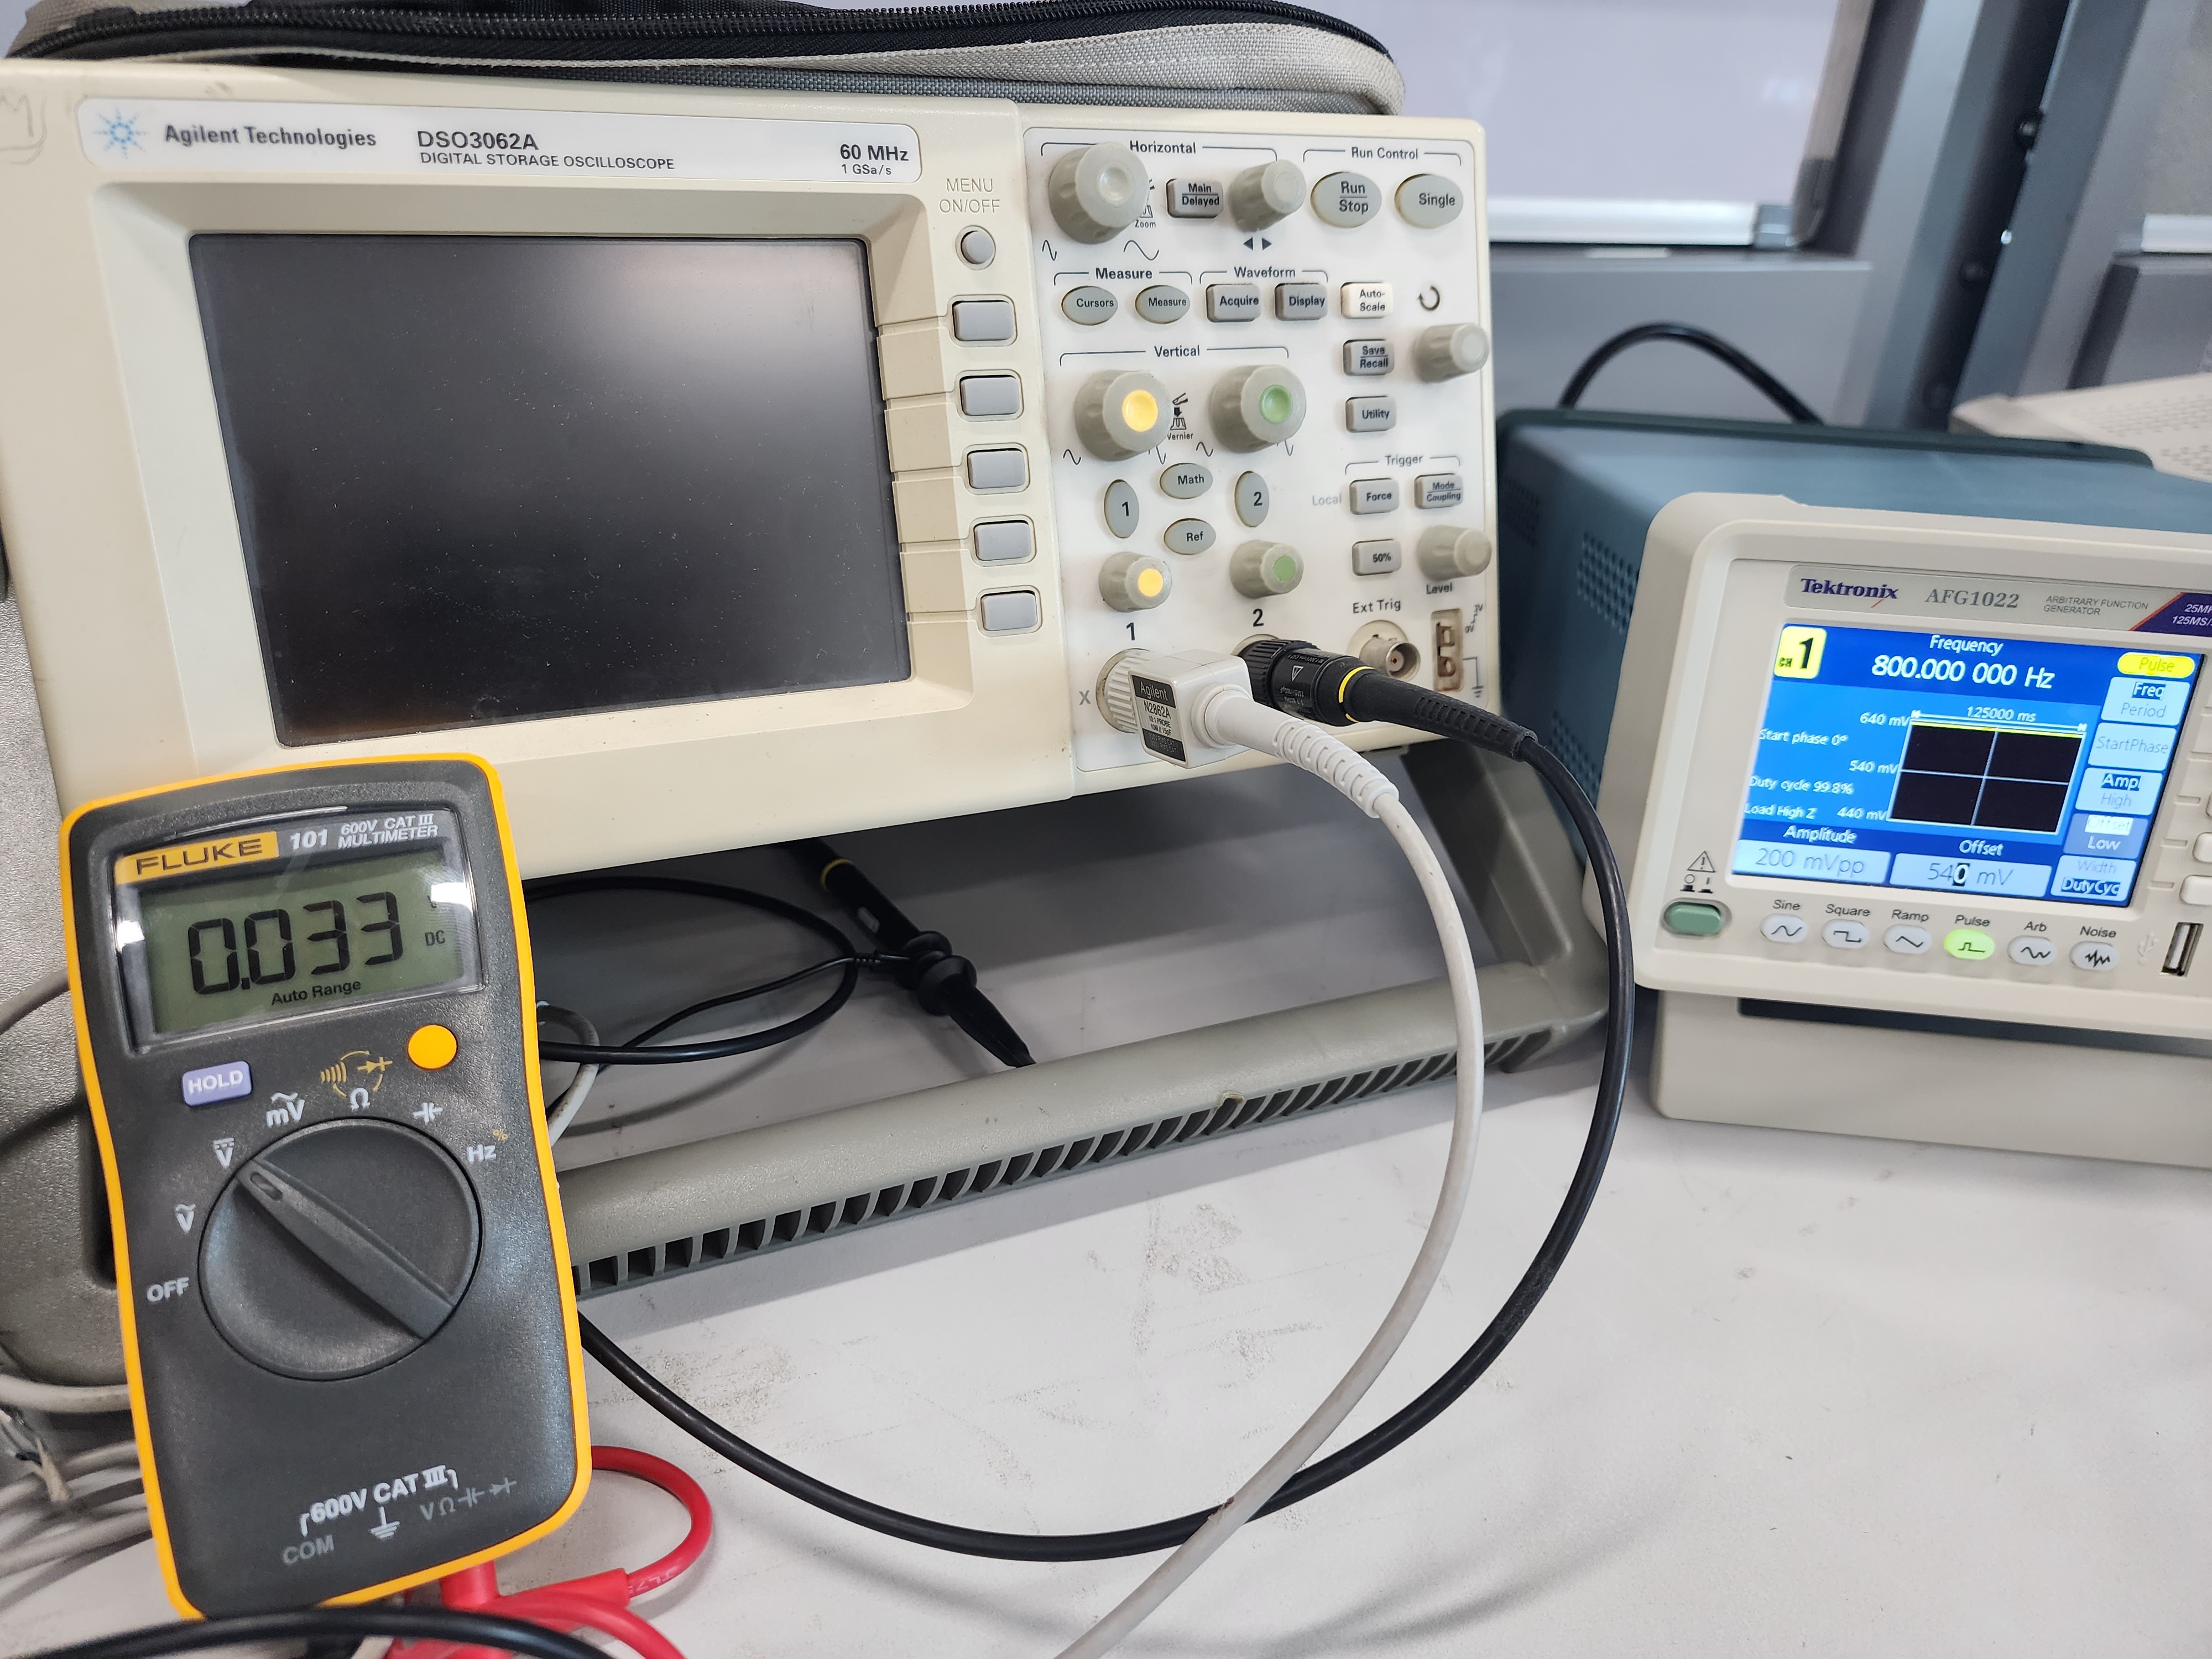 Agilent Technologies DSO3062A
DIGITAL STORAGE OSCILLOSCOPE
60 MHz
1 GSa/s
MENU
ON/OFF
Horizontal
Main
Delayed
Zoom
Run Control
Run
Stop
Single
Measure
Cursors
Measure
Waveform
Acquire
Display
Auto-
Scale
Save
Recall
Utility
Vertical
Vernier
Math
1
2
Ref
Trigger
Local
Force
Mode
Coupling
50%
Level
1
2
Ext Trig
X
Agilent
N2862A
Tektronix AFG1022
ARBITRARY FUNCTION
GENERATOR
CH 1
Frequency
800.000 000 Hz
Pulse
Freq
Period
StartPhase
Ampl
High
Offset
Low
Width
DutyCyc
1.25000 ms
640 mV
Start phase 0°
540 mV
Duty cycle 99.8%
Load High Z
440 mV
Amplitude
200 mVpp
Offset
540 mV
Sine
Square
Ramp
Pulse
Arb
Noise
FLUKE 101 600V CAT III
MULTIMETER
0.033
DC
Auto Range
HOLD
mV
Ω
V
Hz %
V
OFF
600V CAT III
COM
V Ω